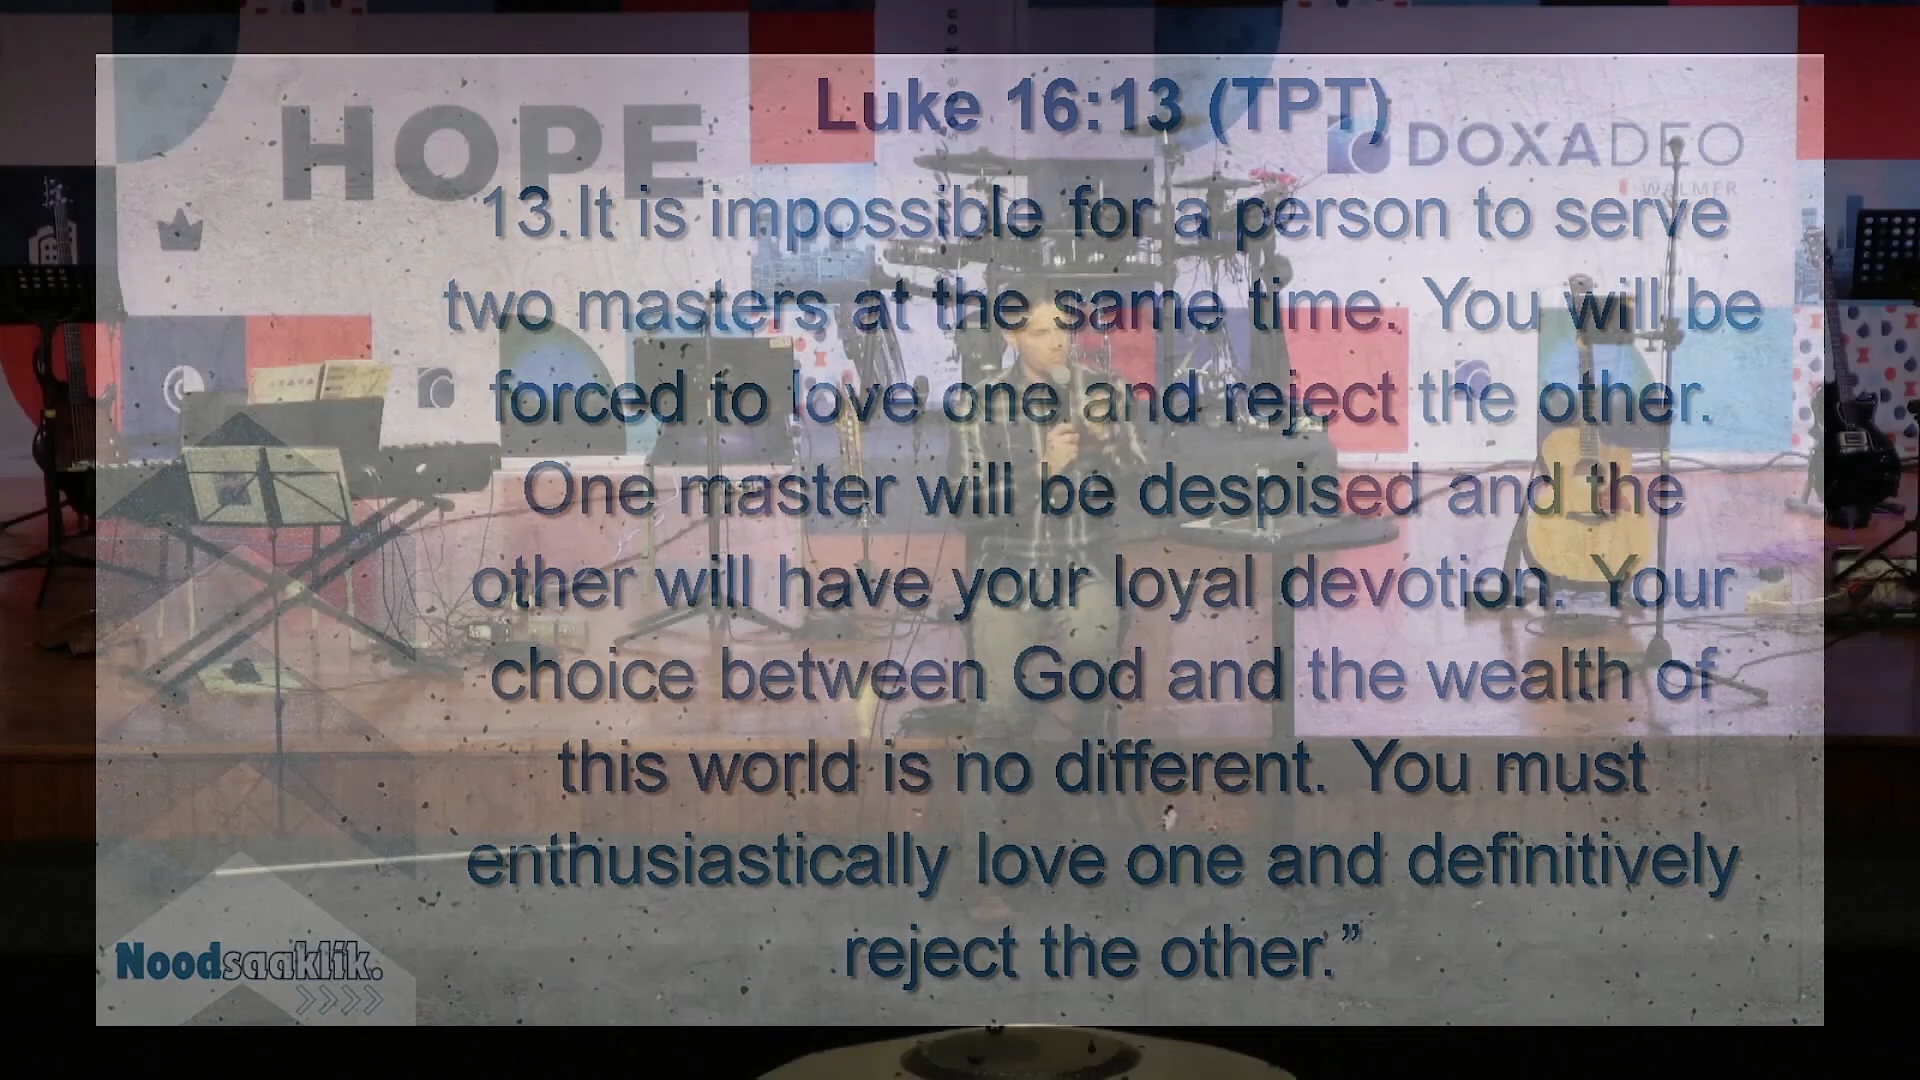 Luke 16:13 (TPT)
HOPE
DOXADEO
WALMER
13.It is impossible for a person to serve
two masters at the same time. You will be
forced to love one and reject the other.
One master will be despised and the
other will have your loyal devotion. Your
choice between God and the wealth of
this world is no different. You must
enthusiastically love one and definitively
reject the other.”
Noodsaaklik.